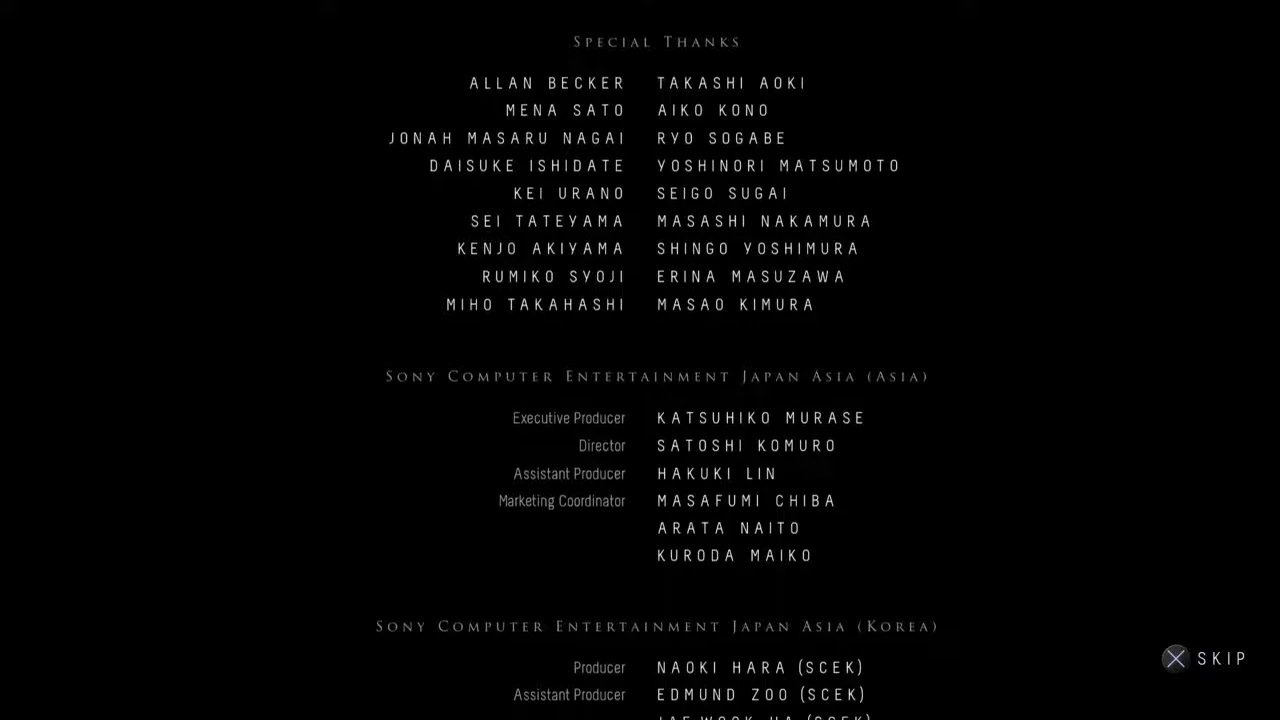 SPECIAL THANKS
ALLAN BECKER TAKASHI AOKI
MENA SATO AIKO KONO
JONAH MASARU NAGAI RYO SOGABE
DAISUKE ISHIDATE YOSHINORI MATSUMOTO
KEI URANO SEIGO SUGAI
SEI TATEYAMA MASASHI NAKAMURA
KENJO AKIYAMA SHINGO YOSHIMURA
RUMIKO SYOJI ERINA MASUZAWA
MIHO TAKAHASHI MASAO KIMURA
SONY COMPUTER ENTERTAINMENT JAPAN ASIA (ASIA)
Executive Producer KATSUHIKO MURASE
Director SATOSHI KOMURO
Assistant Producer HAKUKI LIN
Marketing Coordinator MASAFUMI CHIBA
ARATA NAITO
KURODA MAIKO
SONY COMPUTER ENTERTAINMENT JAPAN ASIA (KOREA)
SKIP
Producer NAOKI HARA (SCEK)
Assistant Producer EDMUND ZOO (SCEK)